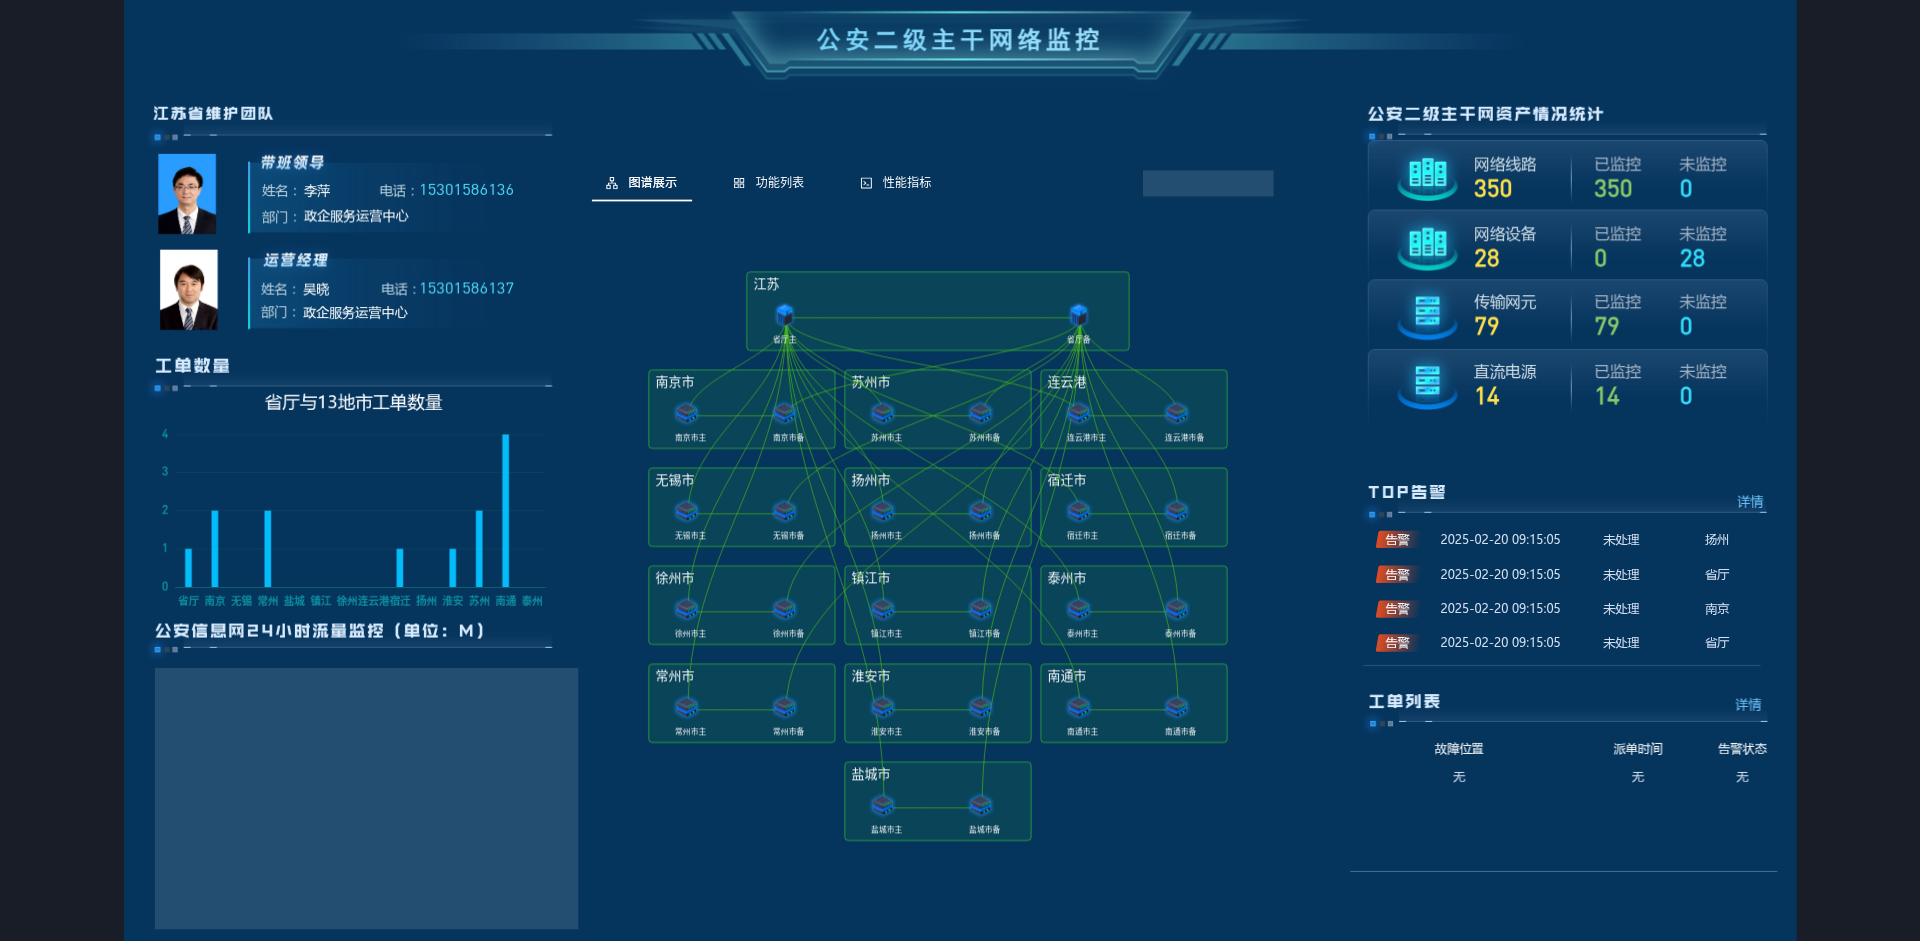 公安二级主干网络监控
江苏省维护团队
带班领导
姓名： 李萍 电话：15301586136
部门： 政企服务运营中心
运营经理
姓名： 吴晓 电话：15301586137
部门： 政企服务运营中心
工单数量
省厅与13地市工单数量
4
3
2
1
0
省厅 南京 无锡 常州 盐城 镇江 徐州 连云港 宿迁 扬州 淮安 苏州 南通 泰州
公安信息网24小时流量监控（单位：M）
图谱展示 功能列表 性能指标
江苏
省厅主 省厅备
南京市 苏州市 连云港
南京市主 南京市备 苏州市主 苏州市备 连云港市主 连云港市备
无锡市 扬州市 宿迁市
无锡市主 无锡市备 扬州市主 扬州市备 宿迁市主 宿迁市备
徐州市 镇江市 泰州市
徐州市主 徐州市备 镇江市主 镇江市备 泰州市主 泰州市备
常州市 淮安市 南通市
常州市主 常州市备 淮安市主 淮安市备 南通市主 南通市备
盐城市
盐城市主 盐城市备
公安二级主干网资产情况统计
网络线路 已监控 未监控
350 350 0
网络设备 已监控 未监控
28 0 28
传输网元 已监控 未监控
79 79 0
直流电源 已监控 未监控
14 14 0
TOP告警
详情
告警 2025-02-20 09:15:05 未处理 扬州
告警 2025-02-20 09:15:05 未处理 省厅
告警 2025-02-20 09:15:05 未处理 南京
告警 2025-02-20 09:15:05 未处理 省厅
工单列表
详情
故障位置 派单时间 告警状态
无 无 无